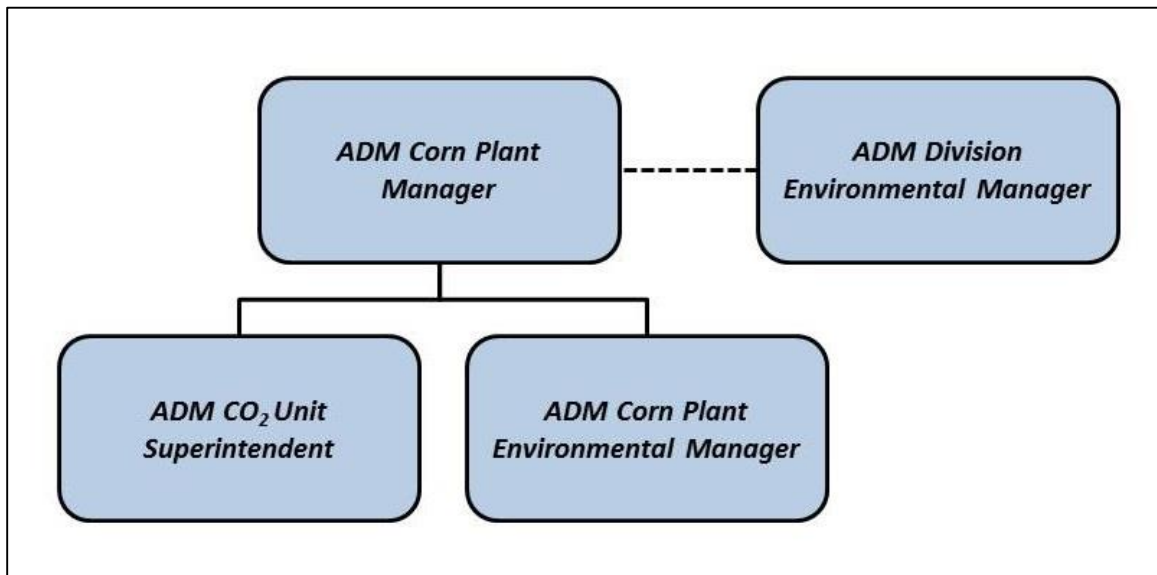 ADM Corn Plant
Manager
ADM Division
Environmental Manager
ADM CO₂ Unit
Superintendent
ADM Corn Plant
Environmental Manager